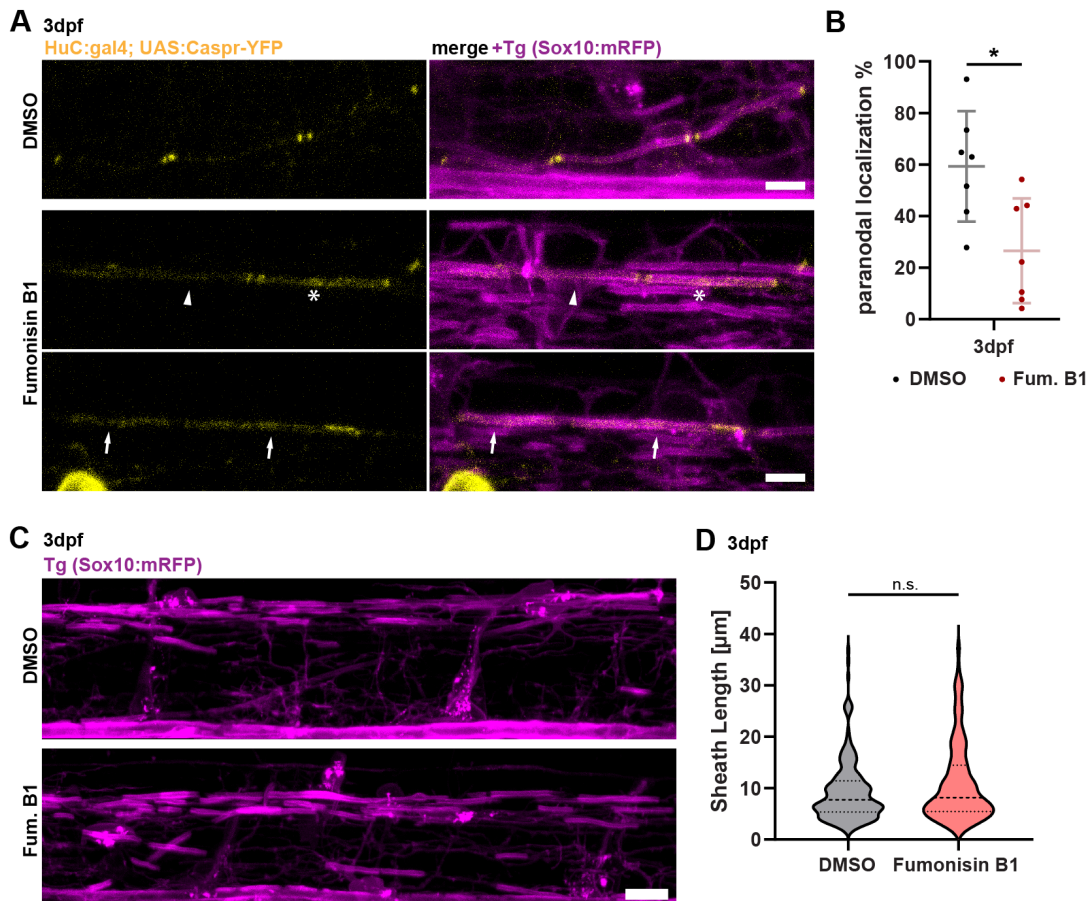 A 3dpf
HuC:gal4; UAS:Caspr-YFP
merge +Tg (Sox10:mRFP)
DMSO
Fumonisin B1
*
*
B
*
paranodal localization %
100
80
60
40
20
0
3dpf
DMSO
Fum. B1
C 3dpf
Tg (Sox10:mRFP)
DMSO
Fum. B1
D 3dpf
n.s.
Sheath Length [µm]
50
40
30
20
10
0
DMSO
Fumonisin B1